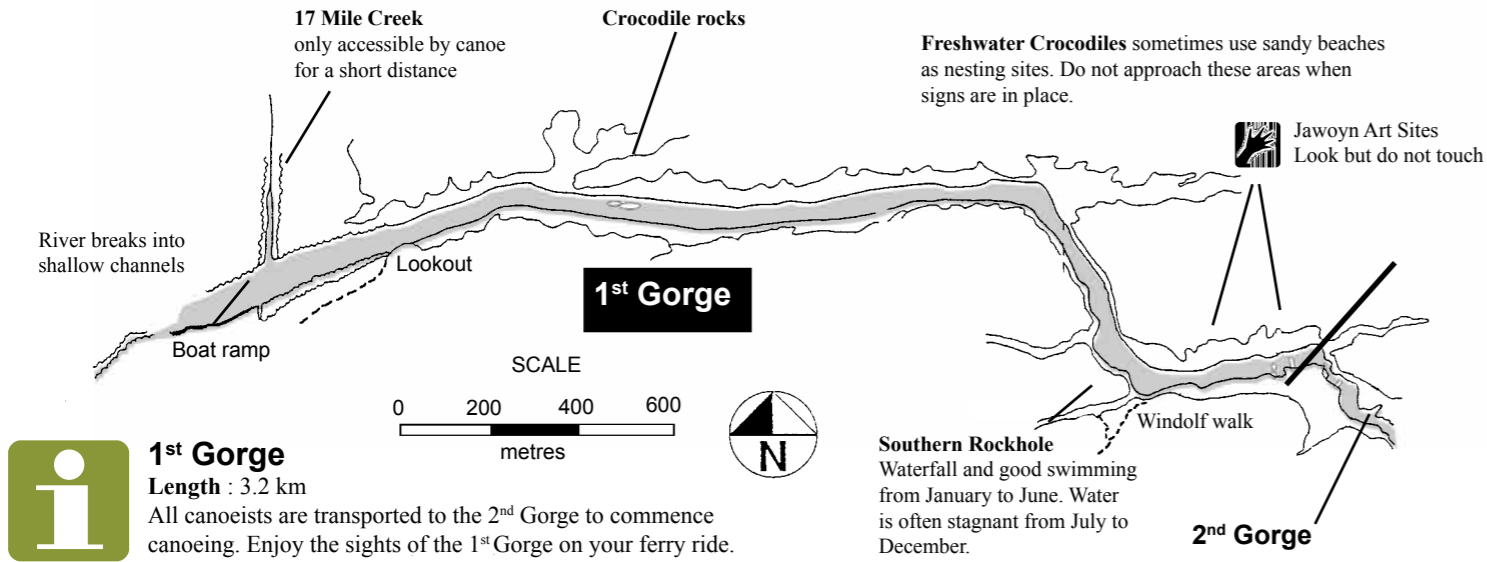 17 Mile Creek
only accessible by canoe
for a short distance
Crocodile rocks
Freshwater Crocodiles sometimes use sandy beaches
as nesting sites. Do not approach these areas when
signs are in place.
Jawoyn Art Sites
Look but do not touch
River breaks into
shallow channels
Lookout
1st Gorge
Boat ramp
SCALE
0 200 400 600
metres
N
Windolf walk
Southern Rockhole
Waterfall and good swimming
from January to June. Water
is often stagnant from July to
December.
2nd Gorge
i
1st Gorge
Length : 3.2 km
All canoeists are transported to the 2nd Gorge to commence
canoeing. Enjoy the sights of the 1st Gorge on your ferry ride.